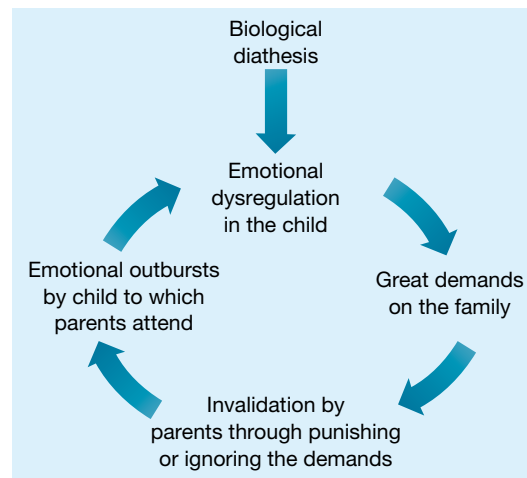 Biological
diathesis
Emotional
dysregulation
in the child
Great demands
on the family
Invalidation by
parents through punishing
or ignoring the demands
Emotional outbursts
by child to which
parents attend